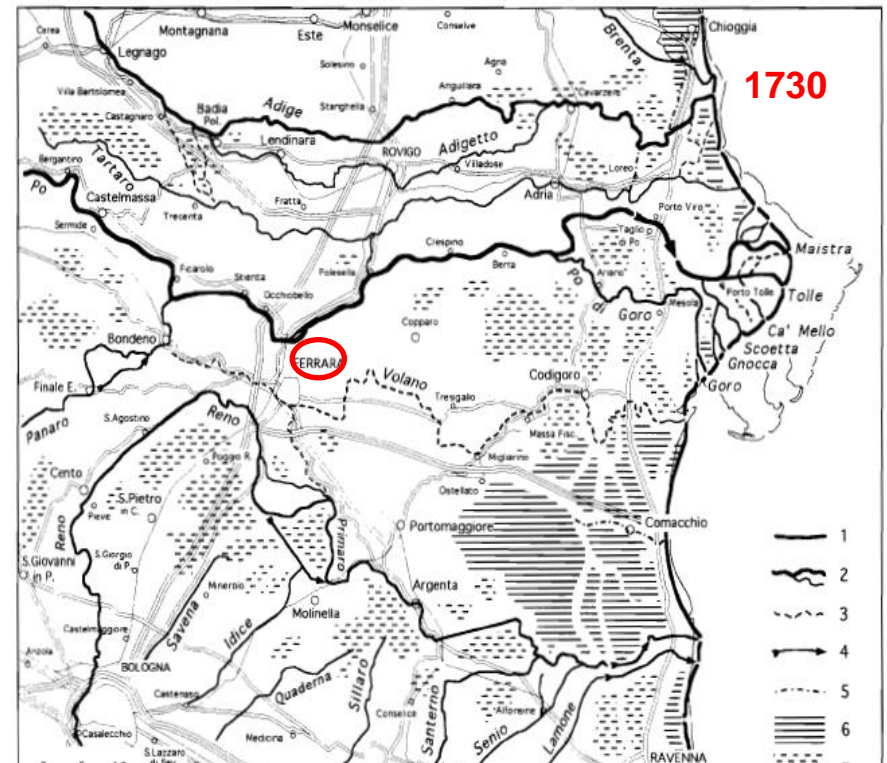 Cerea
Montagnana
Este
Monselice
Conselve
Brenta
Chioggia
1730
Legnago
Solesino
Agna
Villa Bartolomea
Castagnaro
Badia
Pol.
Adige
Stanghella
Anguillara
Cavarzere
Lendinara
ROVIGO
Adigetto
Villadose
Loreo
Bergantino
Tartaro
Po
Castelmassa
Trecenta
Fratta
Adria
Porto Viro
Sermide
Crespino
Taglio
di Po
Maistra
Ficarolo
Stienta
Polesella
Berra
Ariano
Occhiobello
Po di Goro
Mesola
Porto Tolle
Tolle
Bondeno
Copparo
Ca' Mello
Scoetta
Gnocca
Goro
FERRARA
Volano
Codigoro
Finale E.
Tresigallo
Panaro
S.Agostino
Reno
Massa Fisc.
Poggio R.
Migliarino
Cento
Ostellato
S.Pietro
in C.
Pieve
Portomaggiore
Comacchio
1
Reno
Primaro
S.Giovanni
in P.
S.Giorgio
di P.
Argenta
2
Minerbio
Molinella
3
Savena
Idice
Castelmaggiore
4
Anzola
BOLOGNA
Quaderna
Sillaro
5
Castenaso
Santerno
Conselice
Alfonsine
Senio
Lamone
6
Casalecchio
Medicina
S.Lazzaro
RAVENNA